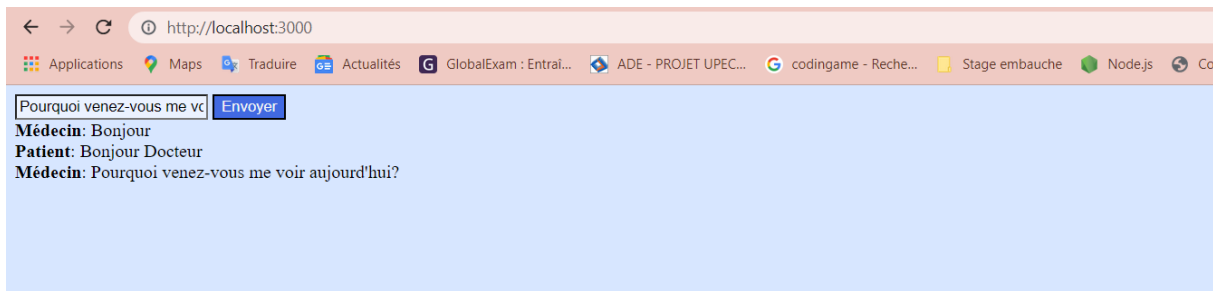 http://localhost:3000
Applications Maps Traduire Actualités GlobalExam : Entraî... ADE - PROJET UPEC... codingame - Reche... Stage embauche Node.js Co
Pourquoi venez-vous me vo Envoyer
Médecin: Bonjour
Patient: Bonjour Docteur
Médecin: Pourquoi venez-vous me voir aujourd'hui?